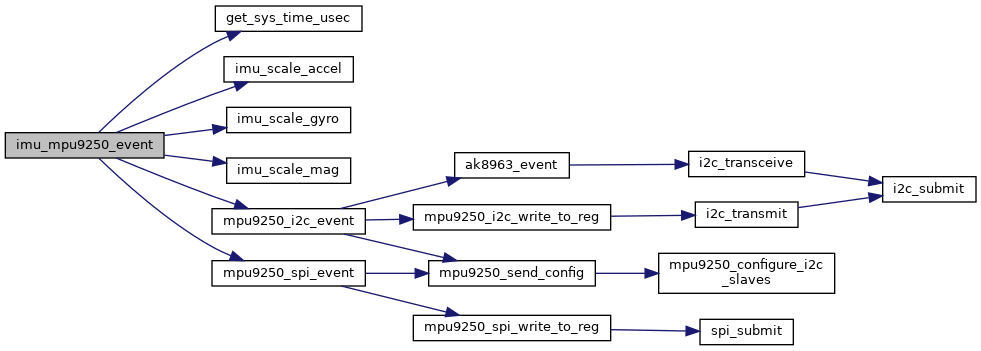 get_sys_time_usec
imu_scale_accel
imu_scale_gyro
imu_mpu9250_event
imu_scale_mag
mpu9250_i2c_event
mpu9250_spi_event
ak8963_event
mpu9250_i2c_write_to_reg
mpu9250_send_config
mpu9250_spi_write_to_reg
i2c_transceive
i2c_transmit
mpu9250_configure_i2c
_slaves
spi_submit
i2c_submit